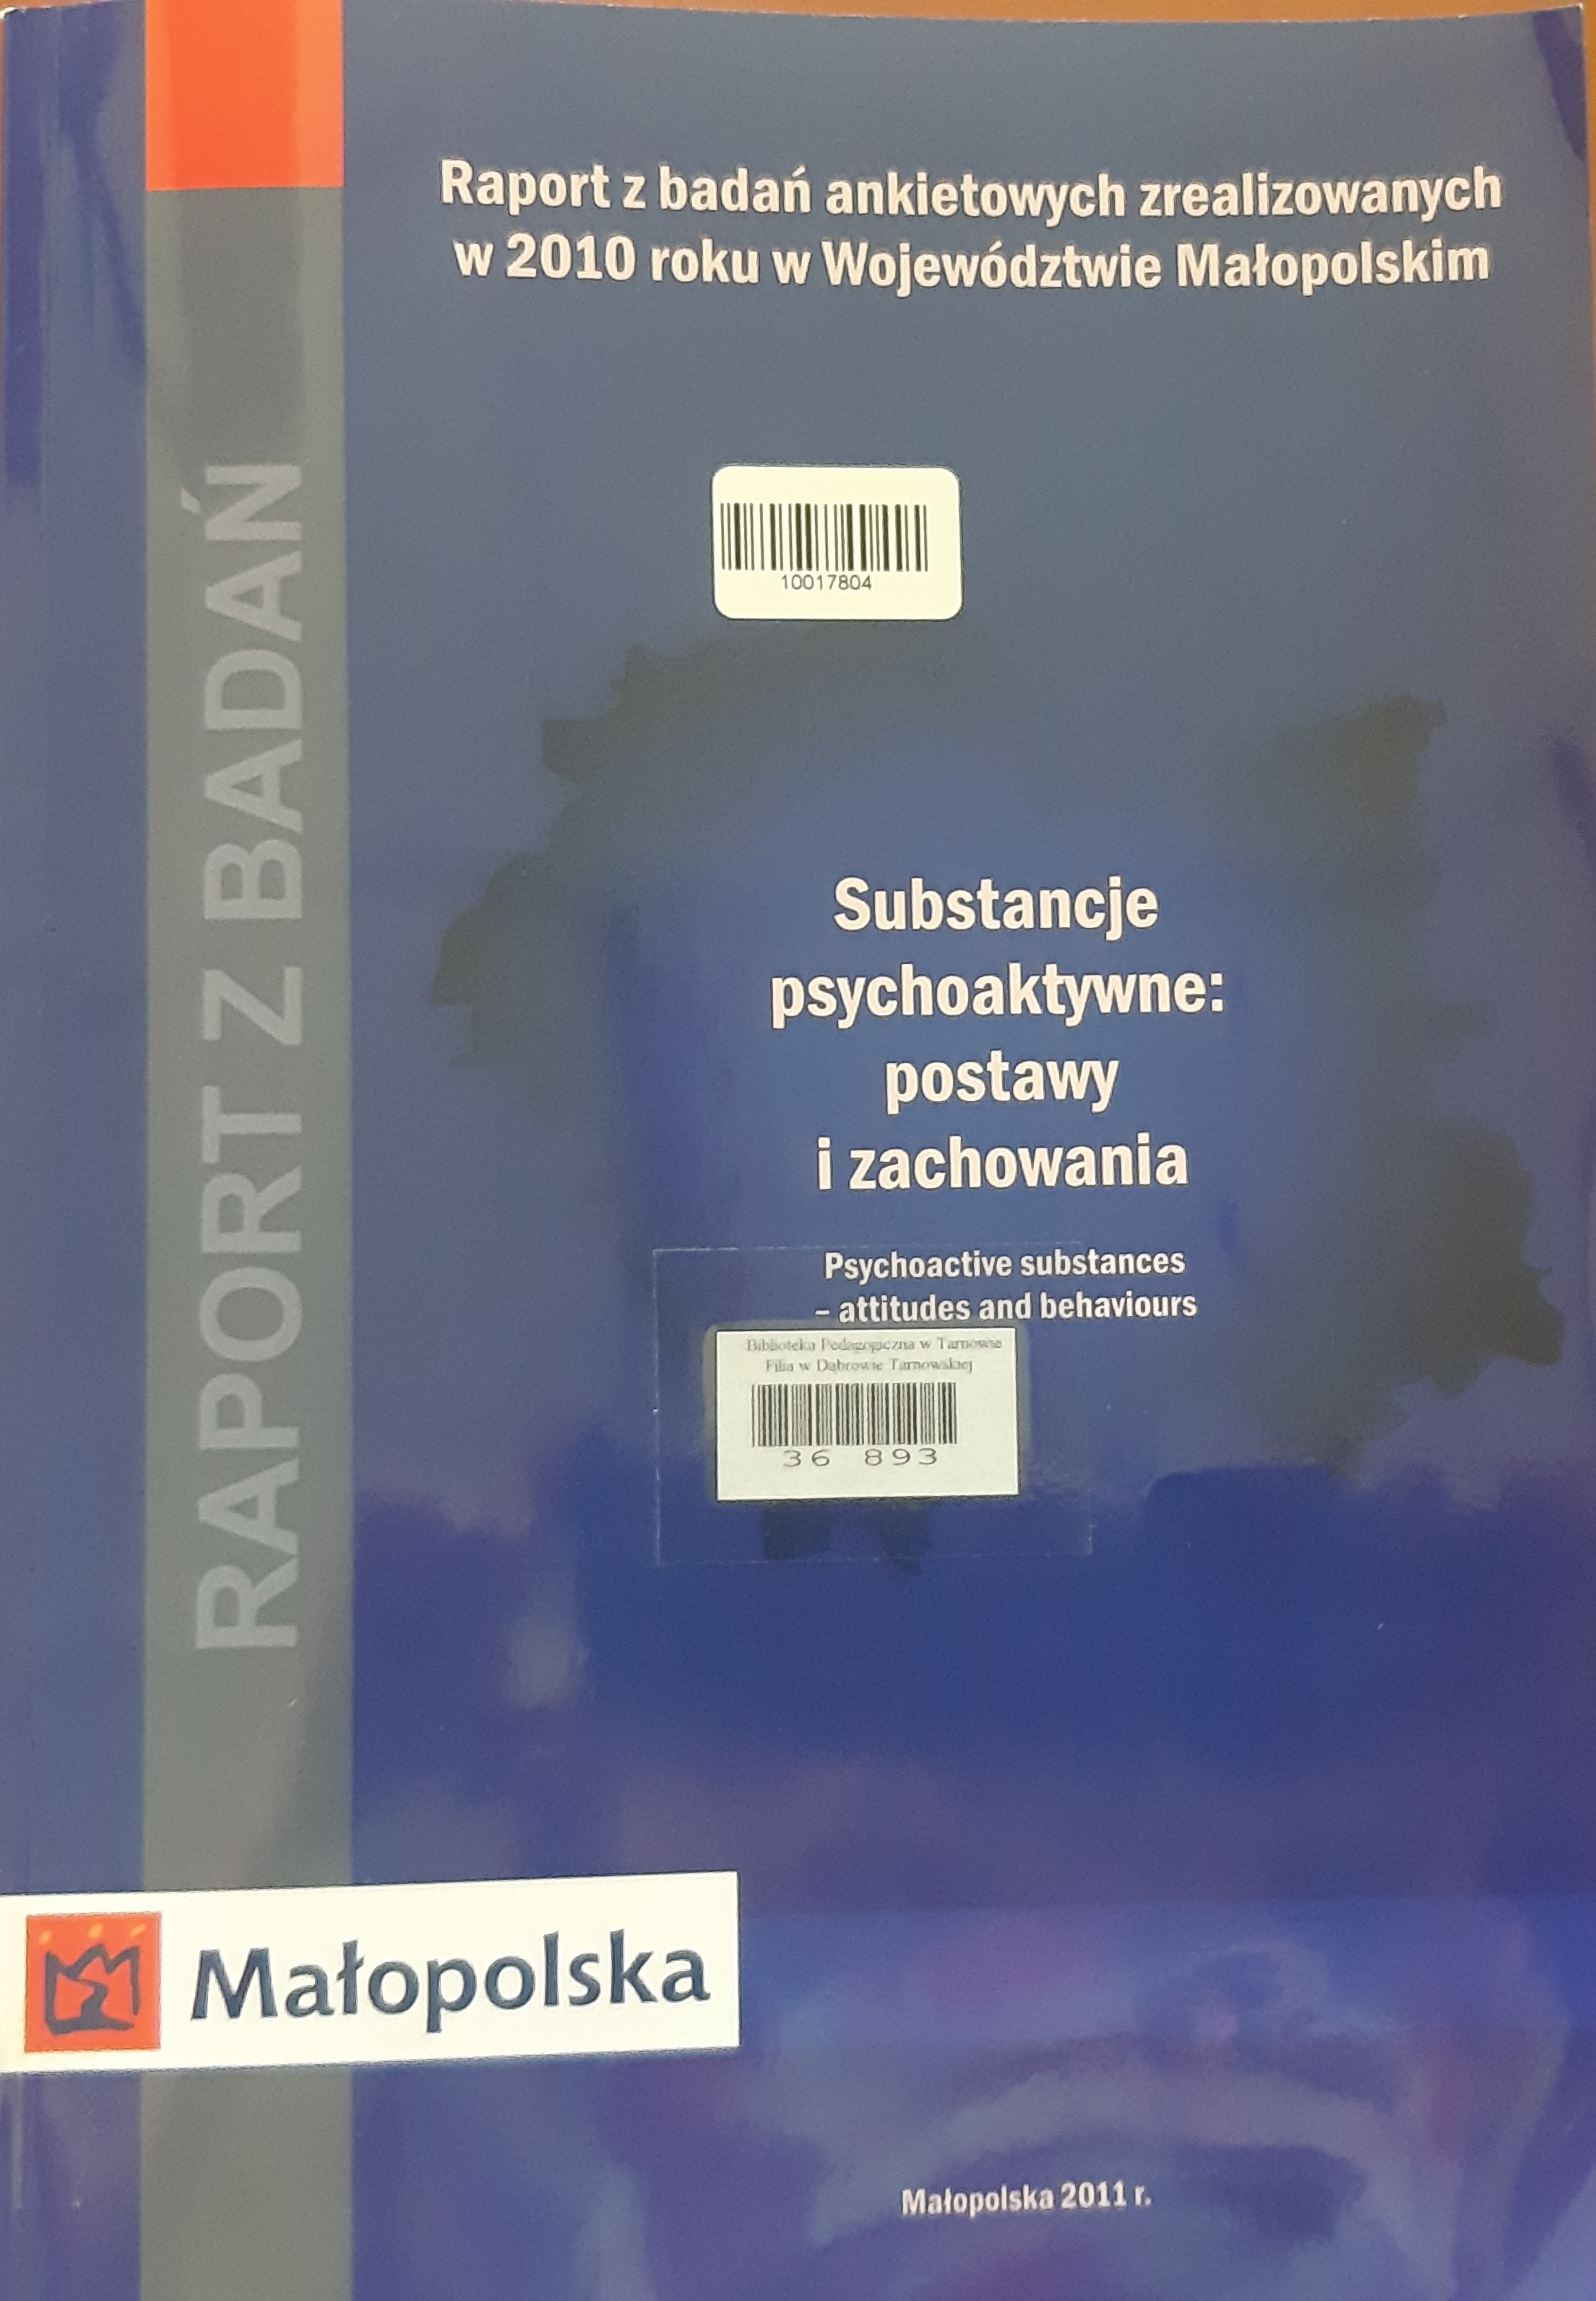 Raport z badań ankietowych zrealizowanych
w 2010 roku w Województwie Małopolskim
RAPORT Z BADAŃ
10017804
Substancje
psychoaktywne:
postawy
i zachowania
Psychoactive substances
– attitudes and behaviours
Biblioteka Pedagogiczna w Tarnowie
Filia w Dąbrowie Tarnowskiej
36 893
Małopolska
Małopolska 2011 r.